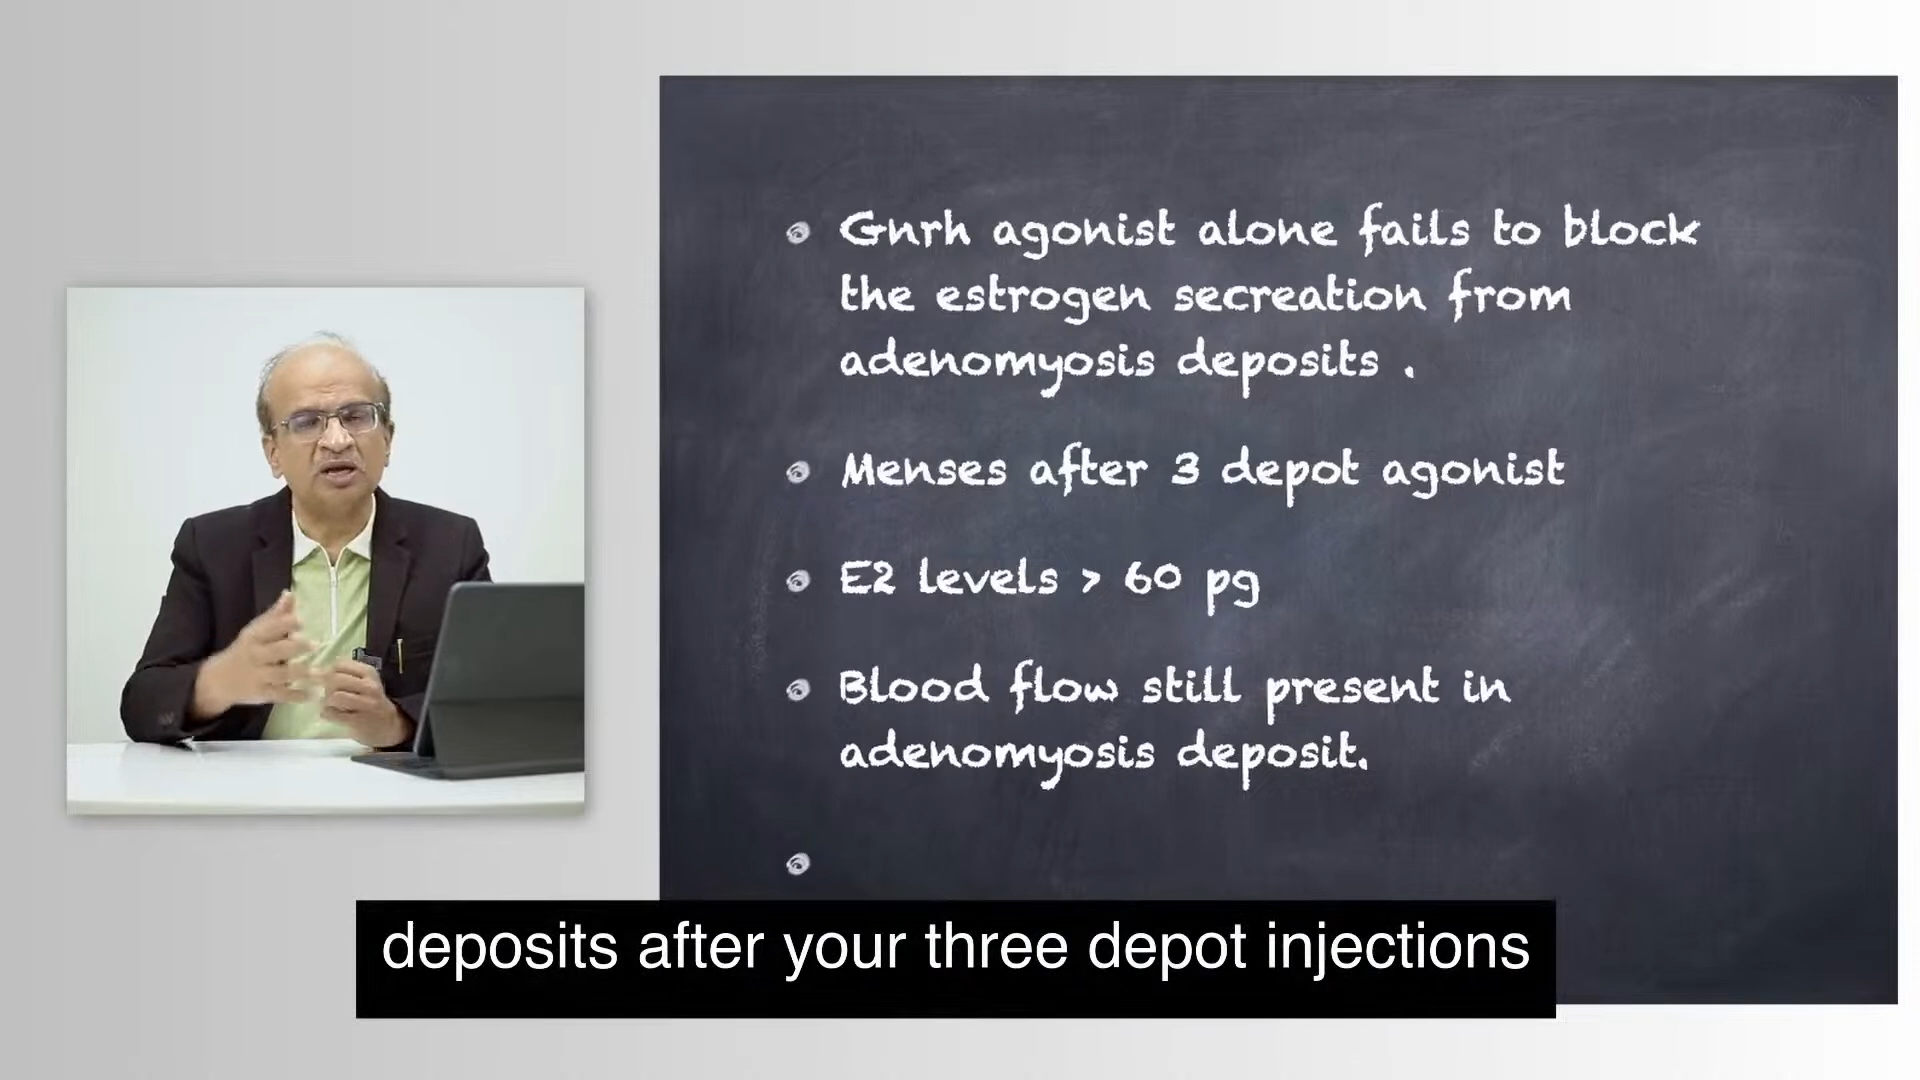 Gnrh agonist alone fails to block
the estrogen secreation from
adenomyosis deposits .
Menses after 3 depot agonist
E2 levels > 60 pg
Blood flow still present in
adenomyosis deposit.
deposits after your three depot injections